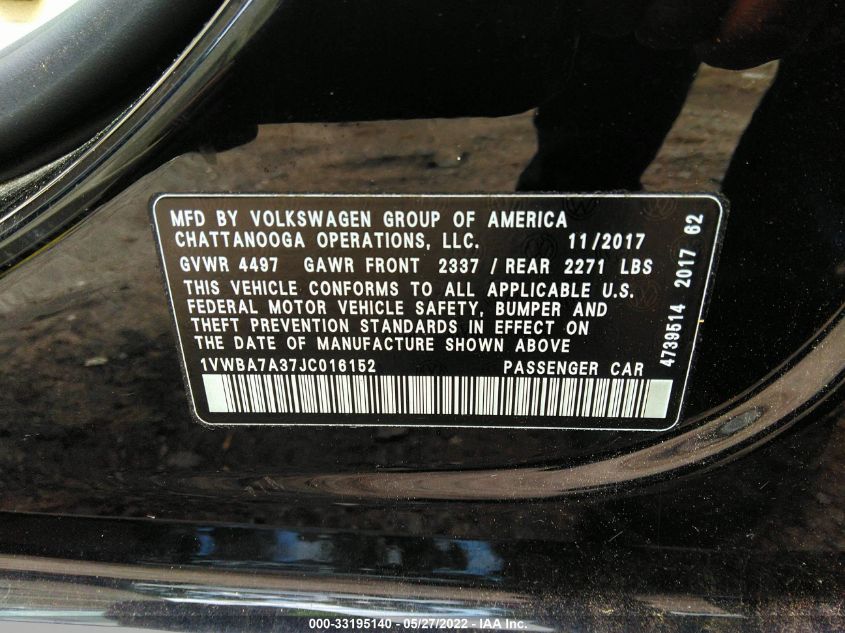 MFD BY VOLKSWAGEN GROUP OF AMERICA
CHATTANOOGA OPERATIONS, LLC. 11/2017
GVWR 4497 GAWR FRONT 2337 / REAR 2271 LBS
THIS VEHICLE CONFORMS TO ALL APPLICABLE U.S.
FEDERAL MOTOR VEHICLE SAFETY, BUMPER AND
THEFT PREVENTION STANDARDS IN EFFECT ON
THE DATE OF MANUFACTURE SHOWN ABOVE
1VWBA7A37JC016152 PASSENGER CAR
4739514 2017 62
000-33195140 - 05/27/2022 - IAA Inc.